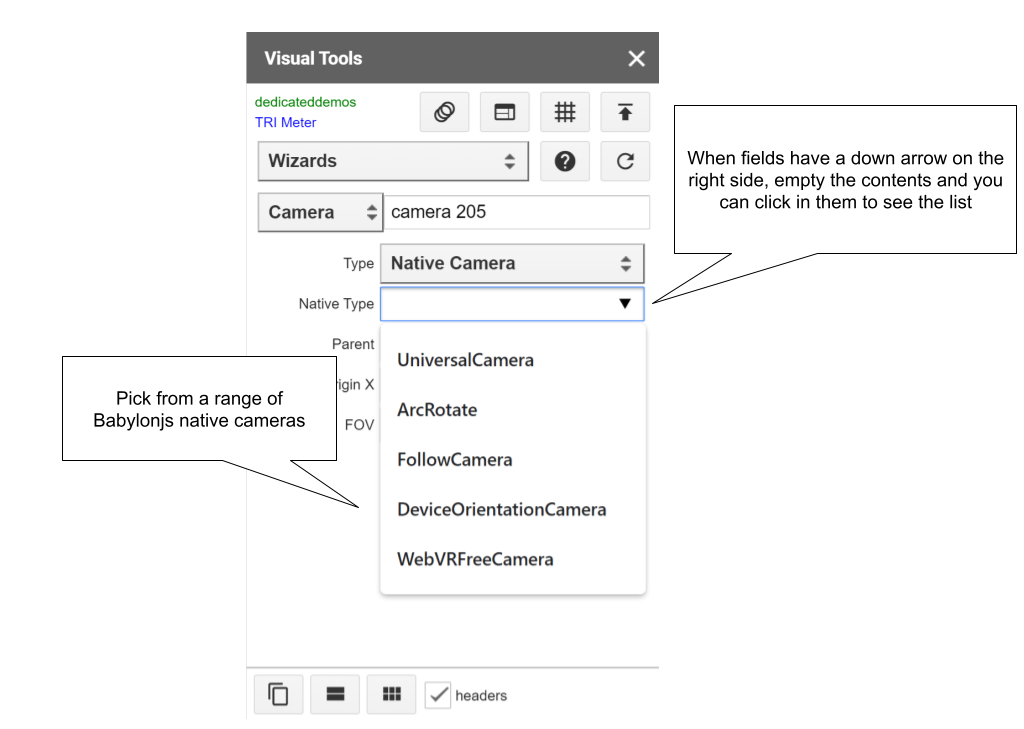 Visual Tools
dedicateddemos
TRI Meter
Wizards
Camera camera 205
When fields have a down arrow on the
right side, empty the contents and you
can click in them to see the list
Type Native Camera
Native Type
Parent
UniversalCamera
Pick from a range of
Babylonjs native cameras
igin X
ArcRotate
FOV
FollowCamera
DeviceOrientationCamera
WebVRFreeCamera
headers